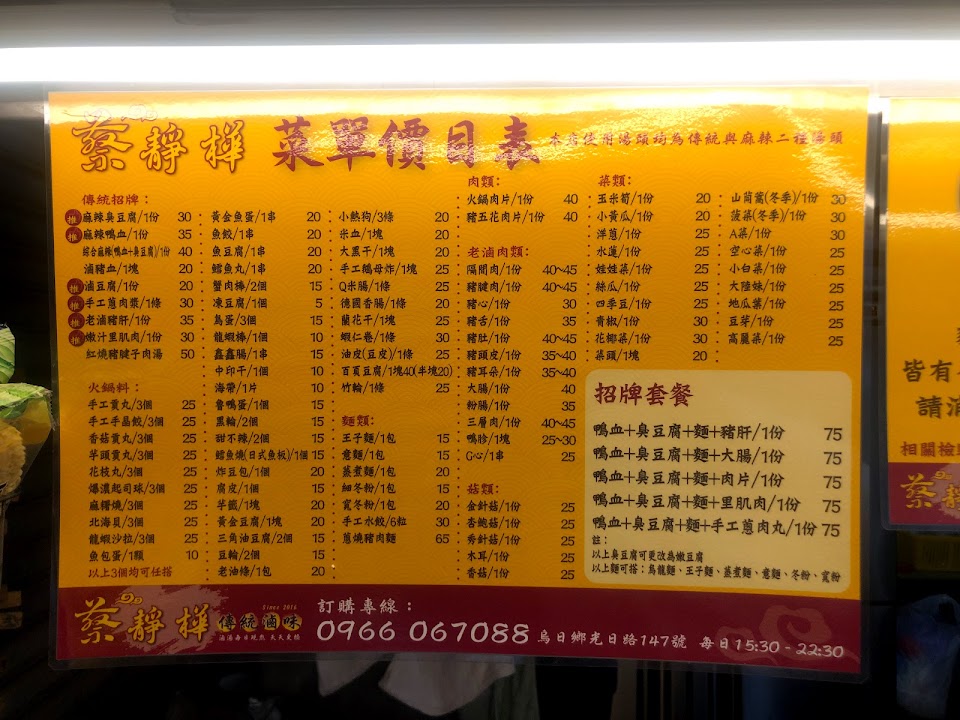 蔡靜樺 菜單價目表 本店使用湯頭均為傳統與麻辣二種湯頭
傳統招牌:
推 麻辣臭豆腐/1份 30
推 麻辣鴨血/1份 35
綜合麻辣(鴨血+臭豆腐)/1份 40
滷豬血/1塊 20
推 滷豆腐/1份 20
推 手工蔥肉漿/1條 30
推 老滷豬肝/1份 35
推 嫩汁里肌肉/1份 30
紅燒豬腱子肉湯 50
火鍋料:
手工蛋丸/3個 25
手工手晶餃/3個 25
香菇蛋丸/3個 25
芋頭蛋丸/3個 25
花枝丸/3個 25
爆濃起司球/3個 25
麻糬燒/3個 25
北海貝/3個 25
龍蝦沙拉/3個 25
魚包蛋/1顆 10
以上3個均可任搭
黃金魚蛋/1串 20
魚餃/1串 20
魚豆腐/1串 20
鱈魚丸/1串 20
蟹肉棒/2個 15
凍豆腐/1個 5
鳥蛋/3個 15
龍蝦棒/1個 10
鑫鑫腸/1串 15
中印干/1個 10
海帶/1片 10
魯鴨蛋/1個 15
黑輪/2個 15
甜不辣/2個 15
鱈魚燒(日式魚板)/1個 15
炸豆包/1個 20
腐皮/1個 15
芋籤/1塊 15
黃金豆腐/1塊 20
三角油豆腐/2個 15
豆輪/2個 15
老油條/1包 20
小熱狗/3條 20
米血/1塊 20
大黑干/1塊 20
手工鱈母炸/1塊 25
Q米腸/1條 25
德國香腸/1條 20
蘭花干/1塊 25
蝦仁卷/1條 30
油皮(豆皮)/1條 25
百頁豆腐/1塊40(半塊20)
竹輪/1條 25
麵類:
王子麵/1包 15
意麵/1包 15
蒸煮麵/1包 20
細冬粉/1包 15
寬冬粉/1包 20
手工水餃/6粒 30
蔥燒豬肉麵 65
肉類:
火鍋肉片/1份 40
豬五花肉片/1份 40
老滷肉類:
隔間肉/1份 40~45
豬腱肉/1份 40~45
豬心/1份 30
豬舌/1份 35
豬肚/1份 40~45
豬頭皮/1份 35~40
豬耳朵/1份 35~40
大腸/1份 40
粉腸/1份 35
三層肉/1份 40~45
鴨胗/1塊 25~30
G心/1串 25
菇類:
金針菇/1份 25
杏鮑菇/1份 25
秀針菇/1份 25
木耳/1份 25
香菇/1份 25
菜類:
玉米筍/1份 20
小黃瓜/1份 20
洋蔥/1份 25
水蓮/1份 25
娃娃菜/1份 25
絲瓜/1份 25
四季豆/1份 25
青椒/1份 30
花椰菜/1份 30
菜頭/1塊 20
山茼蒿(冬季)/1份 30
菠菜(冬季)/1份 30
A菜/1份 30
空心菜/1份 25
小白菜/1份 25
大陸妹/1份 25
地瓜葉/1份 25
豆芽/1份 25
高麗菜/1份 25
招牌套餐
鴨血+臭豆腐+麵+豬肝/1份 75
鴨血+臭豆腐+麵+大腸/1份 75
鴨血+臭豆腐+麵+肉片/1份 75
鴨血+臭豆腐+麵+里肌肉/1份 75
鴨血+臭豆腐+麵+手工蔥肉丸/1份 75
註:
以上臭豆腐可更改為嫩豆腐
以上麵可搭:烏龍麵、王子麵、蒸煮麵、意麵、冬粉、寬粉
蔡靜樺 傳統滷味 Since 2016
訂購專線:
0966 067088 烏日鄉光日路147號 每日15:30 - 22:30
皆有
請消
相關檢
蔡